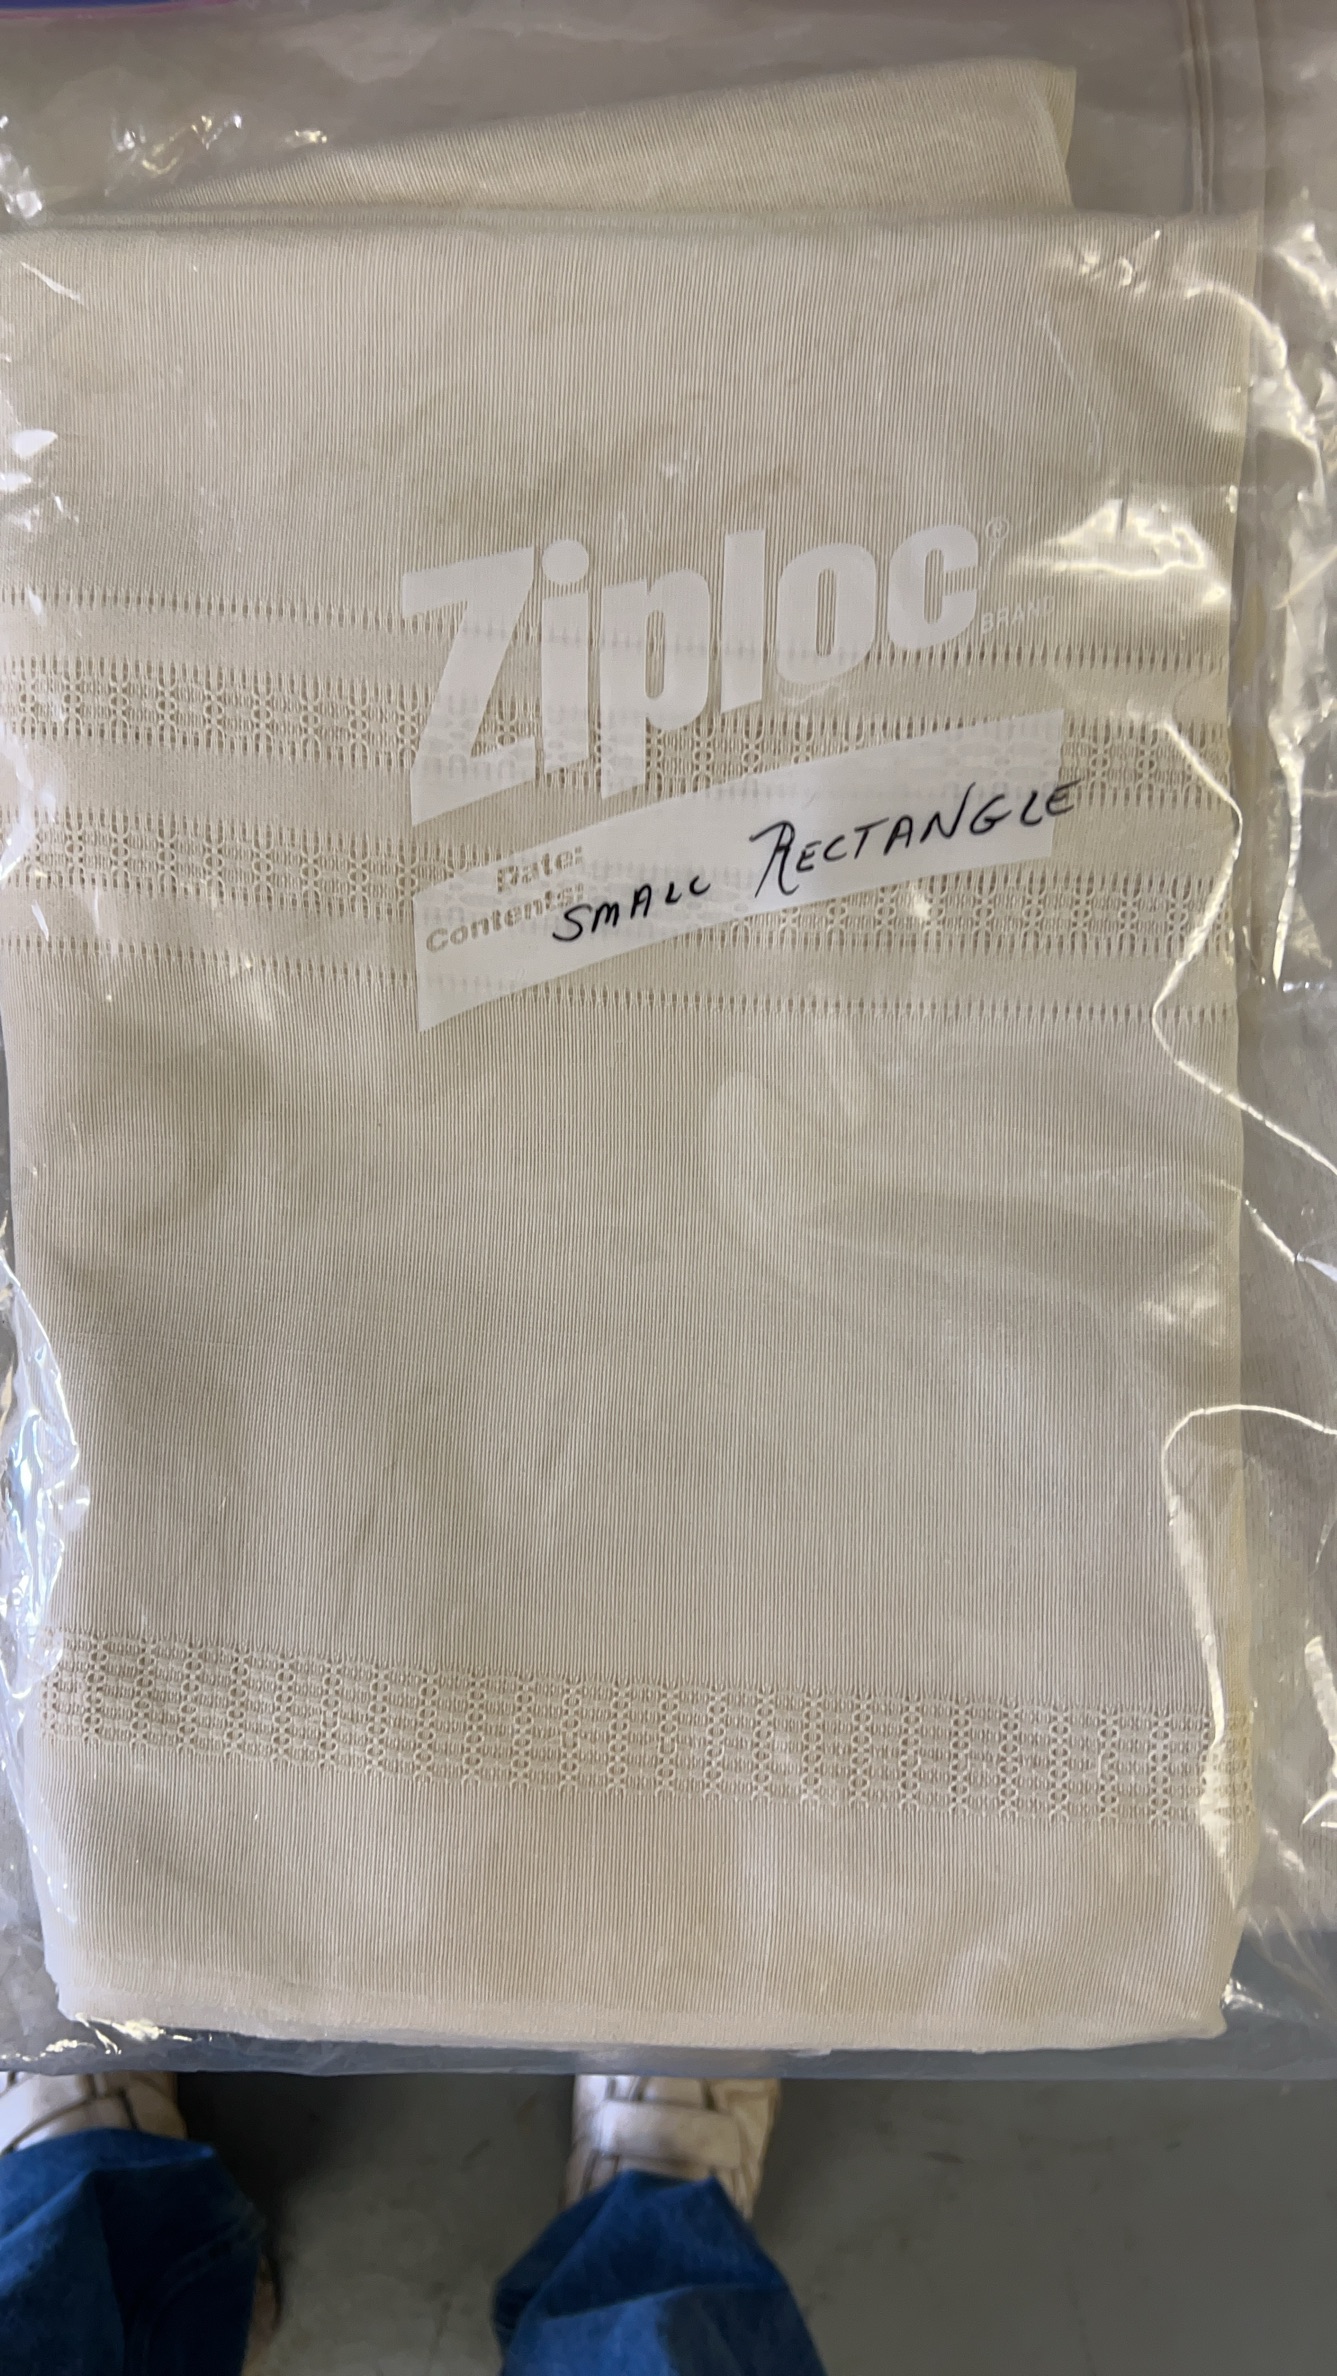 Ziploc®
BRAND
Date:
Contents: SMALL RECTANGLE